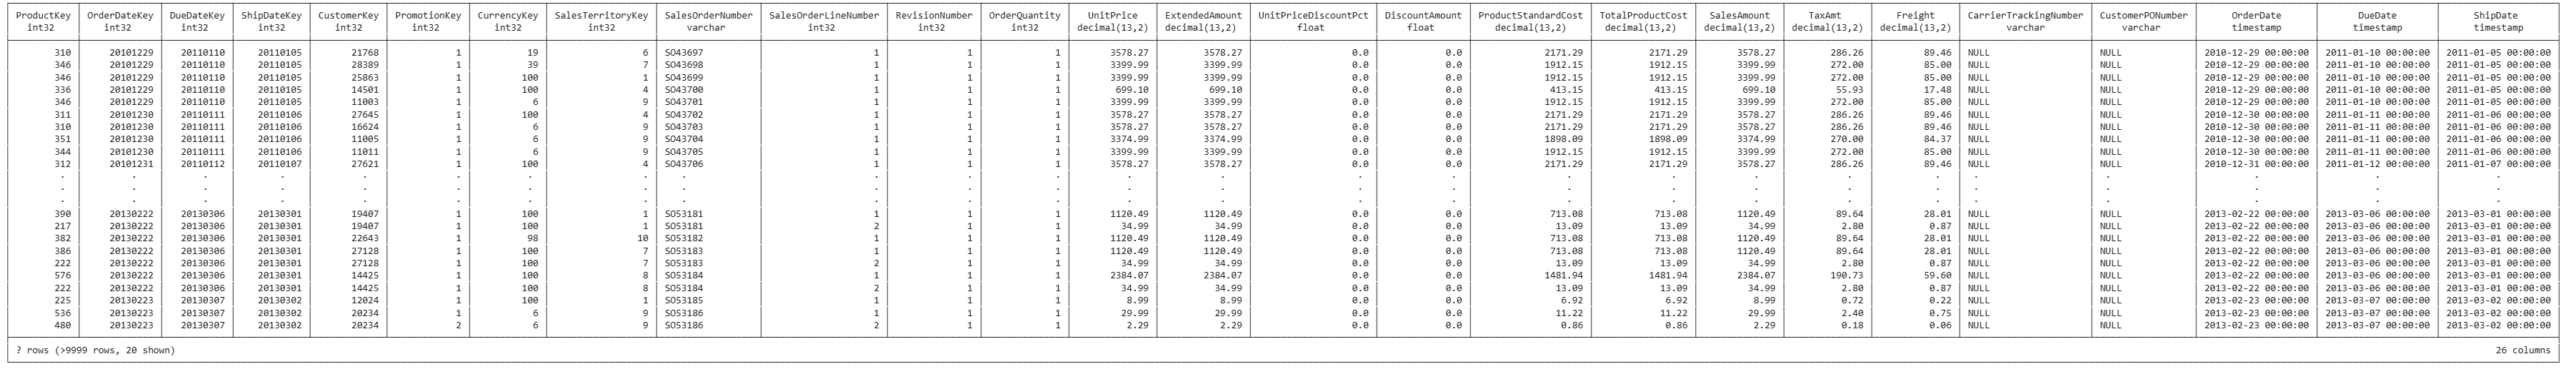 ProductKey OrderDateKey DueDateKey ShipDateKey CustomerKey PromotionKey CurrencyKey SalesTerritoryKey SalesOrderNumber SalesOrderLineNumber RevisionNumber OrderQuantity UnitPrice ExtendedAmount UnitPriceDiscountPct DiscountAmount ProductStandardCost TotalProductCost SalesAmount TaxAmt Freight CarrierTrackingNumber CustomerPONumber OrderDate DueDate ShipDate
int32 int32 int32 int32 int32 int32 int32 int32 varchar int32 int32 int32 decimal(13,2) decimal(13,2) float float decimal(13,2) decimal(13,2) decimal(13,2) decimal(13,2) decimal(13,2) varchar varchar timestamp timestamp timestamp
310 20101229 20110110 20110105 21768 1 19 6 SO43697 1 1 1 3578.27 3578.27 0.0 0.0 2171.29 2171.29 3578.27 286.26 89.46 NULL NULL 2010-12-29 00:00:00 2011-01-10 00:00:00 2011-01-05 00:00:00
346 20101229 20110110 20110105 28389 1 39 7 SO43698 1 1 1 3399.99 3399.99 0.0 0.0 1912.15 1912.15 3399.99 272.00 85.00 NULL NULL 2010-12-29 00:00:00 2011-01-10 00:00:00 2011-01-05 00:00:00
346 20101229 20110110 20110105 25863 1 100 1 SO43699 1 1 1 3399.99 3399.99 0.0 0.0 1912.15 1912.15 3399.99 272.00 85.00 NULL NULL 2010-12-29 00:00:00 2011-01-10 00:00:00 2011-01-05 00:00:00
336 20101229 20110110 20110105 14501 1 100 4 SO43700 1 1 1 699.10 699.10 0.0 0.0 413.15 413.15 699.10 55.93 17.48 NULL NULL 2010-12-29 00:00:00 2011-01-10 00:00:00 2011-01-05 00:00:00
346 20101229 20110110 20110105 11003 1 6 9 SO43701 1 1 1 3399.99 3399.99 0.0 0.0 1912.15 1912.15 3399.99 272.00 85.00 NULL NULL 2010-12-29 00:00:00 2011-01-10 00:00:00 2011-01-05 00:00:00
311 20101230 20110111 20110106 27645 1 100 4 SO43702 1 1 1 3578.27 3578.27 0.0 0.0 2171.29 2171.29 3578.27 286.26 89.46 NULL NULL 2010-12-30 00:00:00 2011-01-11 00:00:00 2011-01-06 00:00:00
310 20101230 20110111 20110106 16624 1 6 9 SO43703 1 1 1 3578.27 3578.27 0.0 0.0 2171.29 2171.29 3578.27 286.26 89.46 NULL NULL 2010-12-30 00:00:00 2011-01-11 00:00:00 2011-01-06 00:00:00
351 20101230 20110111 20110106 11005 1 6 9 SO43704 1 1 1 3374.99 3374.99 0.0 0.0 1898.09 1898.09 3374.99 270.00 84.37 NULL NULL 2010-12-30 00:00:00 2011-01-11 00:00:00 2011-01-06 00:00:00
344 20101230 20110111 20110106 11011 1 6 9 SO43705 1 1 1 3399.99 3399.99 0.0 0.0 1912.15 1912.15 3399.99 272.00 85.00 NULL NULL 2010-12-30 00:00:00 2011-01-11 00:00:00 2011-01-06 00:00:00
312 20101231 20110112 20110107 27621 1 100 4 SO43706 1 1 1 3578.27 3578.27 0.0 0.0 2171.29 2171.29 3578.27 286.26 89.46 NULL NULL 2010-12-31 00:00:00 2011-01-12 00:00:00 2011-01-07 00:00:00
. . . . . . . . . . . . . . . . . . . . . . . . . .
. . . . . . . . . . . . . . . . . . . . . . . . . .
. . . . . . . . . . . . . . . . . . . . . . . . . .
390 20130222 20130306 20130301 19407 1 100 1 SO53181 1 1 1 1120.49 1120.49 0.0 0.0 713.08 713.08 1120.49 89.64 28.01 NULL NULL 2013-02-22 00:00:00 2013-03-06 00:00:00 2013-03-01 00:00:00
217 20130222 20130306 20130301 19407 1 100 1 SO53181 2 1 1 34.99 34.99 0.0 0.0 13.09 13.09 34.99 2.80 0.87 NULL NULL 2013-02-22 00:00:00 2013-03-06 00:00:00 2013-03-01 00:00:00
382 20130222 20130306 20130301 22643 1 98 10 SO53182 1 1 1 1120.49 1120.49 0.0 0.0 713.08 713.08 1120.49 89.64 28.01 NULL NULL 2013-02-22 00:00:00 2013-03-06 00:00:00 2013-03-01 00:00:00
386 20130222 20130306 20130301 27128 1 100 7 SO53183 1 1 1 1120.49 1120.49 0.0 0.0 713.08 713.08 1120.49 89.64 28.01 NULL NULL 2013-02-22 00:00:00 2013-03-06 00:00:00 2013-03-01 00:00:00
222 20130222 20130306 20130301 27128 1 100 7 SO53183 2 1 1 34.99 34.99 0.0 0.0 13.09 13.09 34.99 2.80 0.87 NULL NULL 2013-02-22 00:00:00 2013-03-06 00:00:00 2013-03-01 00:00:00
576 20130222 20130306 20130301 14425 1 100 8 SO53184 1 1 1 2384.07 2384.07 0.0 0.0 1481.94 1481.94 2384.07 190.73 59.60 NULL NULL 2013-02-22 00:00:00 2013-03-06 00:00:00 2013-03-01 00:00:00
222 20130222 20130306 20130301 14425 1 100 8 SO53184 2 1 1 34.99 34.99 0.0 0.0 13.09 13.09 34.99 2.80 0.87 NULL NULL 2013-02-22 00:00:00 2013-03-06 00:00:00 2013-03-01 00:00:00
225 20130223 20130307 20130302 12024 1 100 1 SO53185 1 1 1 8.99 8.99 0.0 0.0 6.92 6.92 8.99 0.72 0.22 NULL NULL 2013-02-23 00:00:00 2013-03-07 00:00:00 2013-03-02 00:00:00
536 20130223 20130307 20130302 20234 1 6 9 SO53186 1 1 1 29.99 29.99 0.0 0.0 11.22 11.22 29.99 2.40 0.75 NULL NULL 2013-02-23 00:00:00 2013-03-07 00:00:00 2013-03-02 00:00:00
480 20130223 20130307 20130302 20234 2 6 9 SO53186 2 1 1 2.29 2.29 0.0 0.0 0.86 0.86 2.29 0.18 0.06 NULL NULL 2013-02-23 00:00:00 2013-03-07 00:00:00 2013-03-02 00:00:00
? rows (>9999 rows, 20 shown) 26 columns